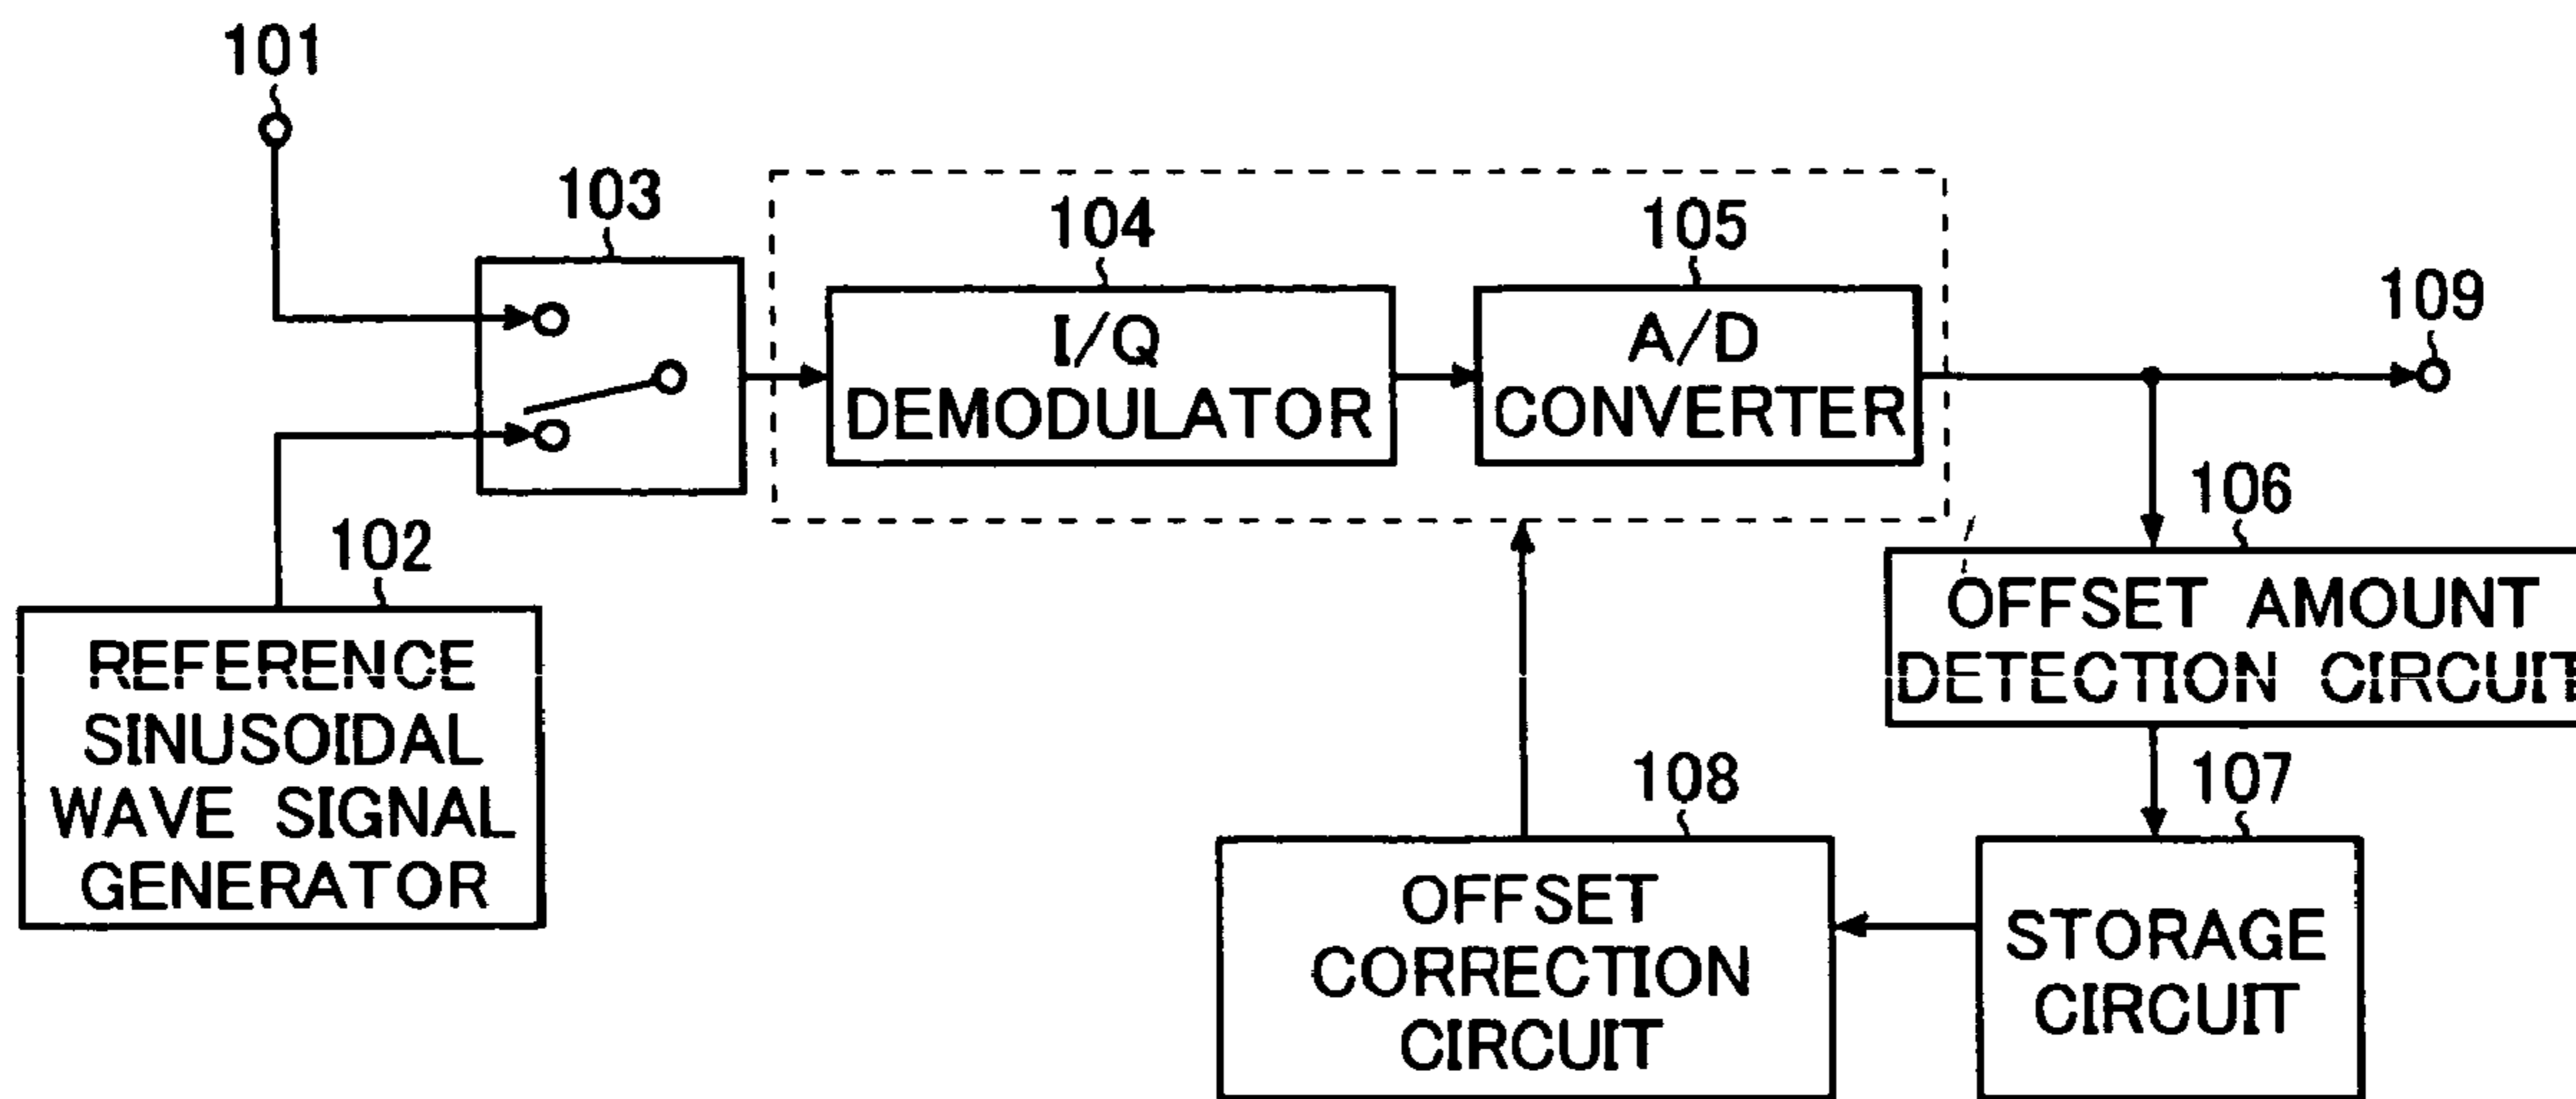 101
103
104
I/Q
DEMODULATOR
105
A/D
CONVERTER
109
102
REFERENCE
SINUSOIDAL
WAVE SIGNAL
GENERATOR
106
OFFSET AMOUNT
DETECTION CIRCUIT
108
OFFSET
CORRECTION
CIRCUIT
107
STORAGE
CIRCUIT